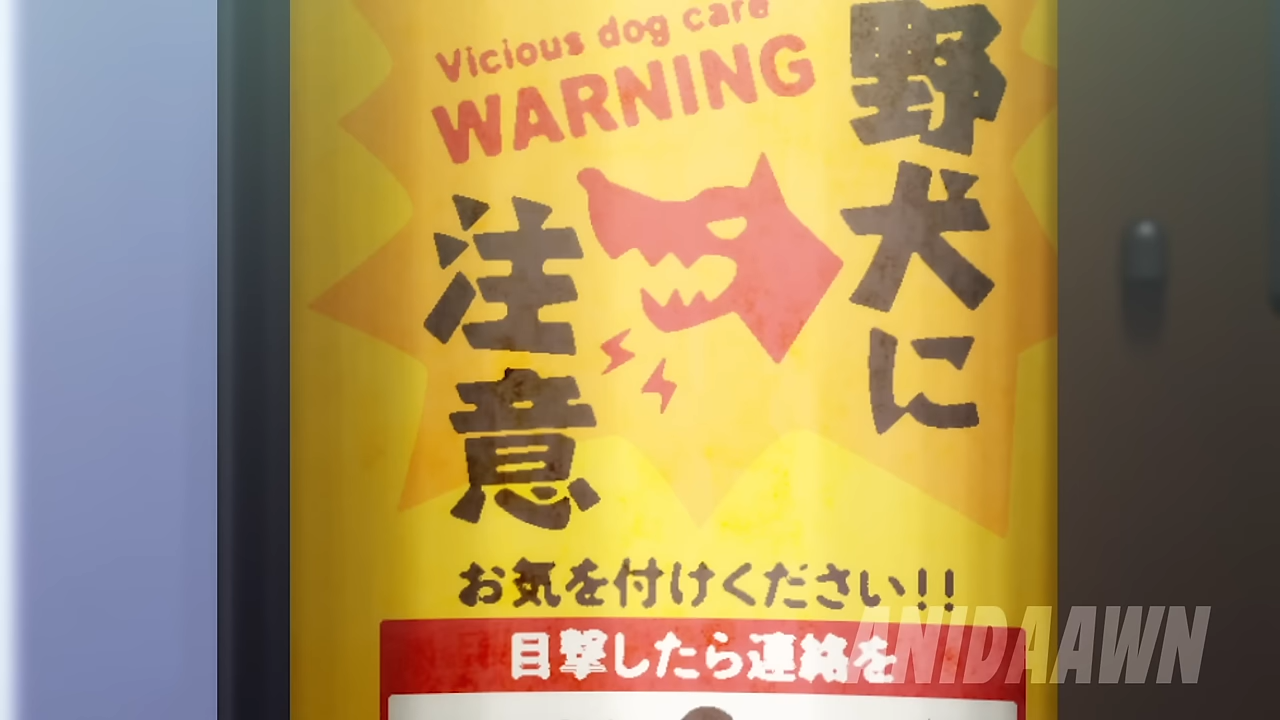 Vicious dog care
WARNING
野犬に
注意
お気を付けください!!
目撃したら連絡を
ANIDAAWN